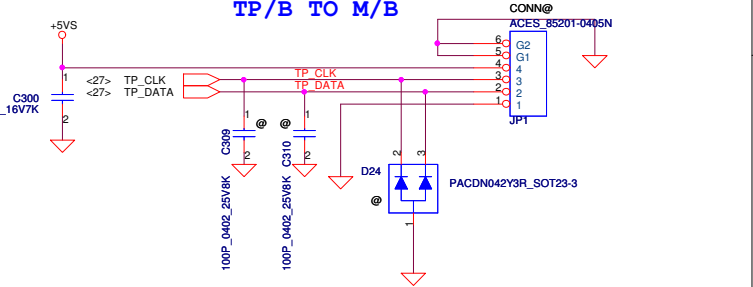 TP/B TO M/B
CONN@
ACES_85201-0405N
+5VS
6 G2
5 G1
4 4
3 3
2 2
1 1
JP1
1
C300
_16V7K
2
<27> TP_CLK
<27> TP_DATA
TP_CLK
TP_DATA
1
@
C309
2
100P_0402_25V8K
@
1
C310
2
100P_0402_25V8K
2
3
D24
@
PACDN042Y3R_SOT23-3
1